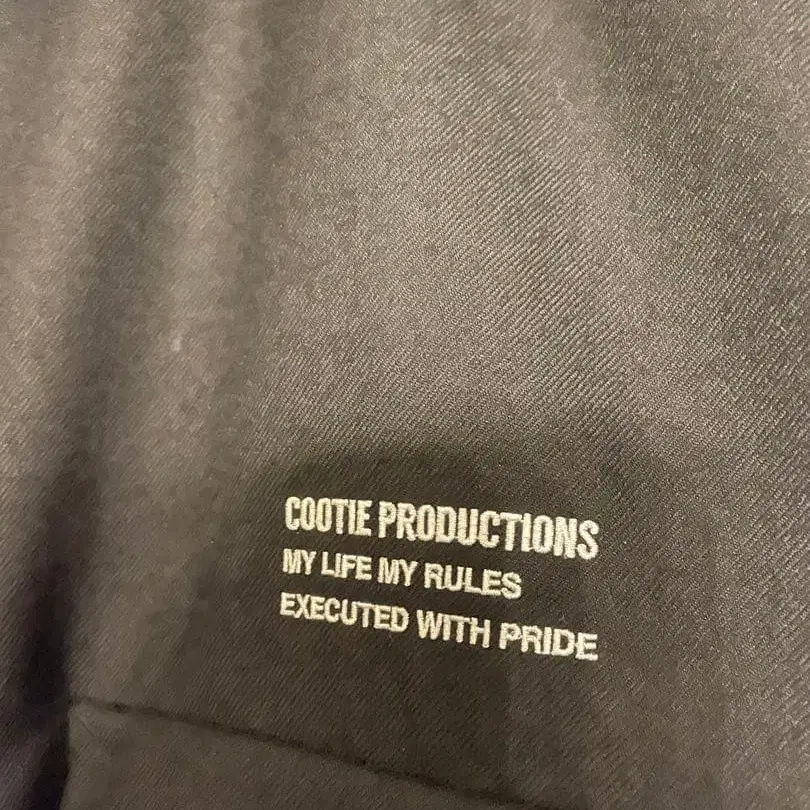 COOTIE PRODUCTIONS
MY LIFE MY RULES
EXECUTED WITH PRIDE